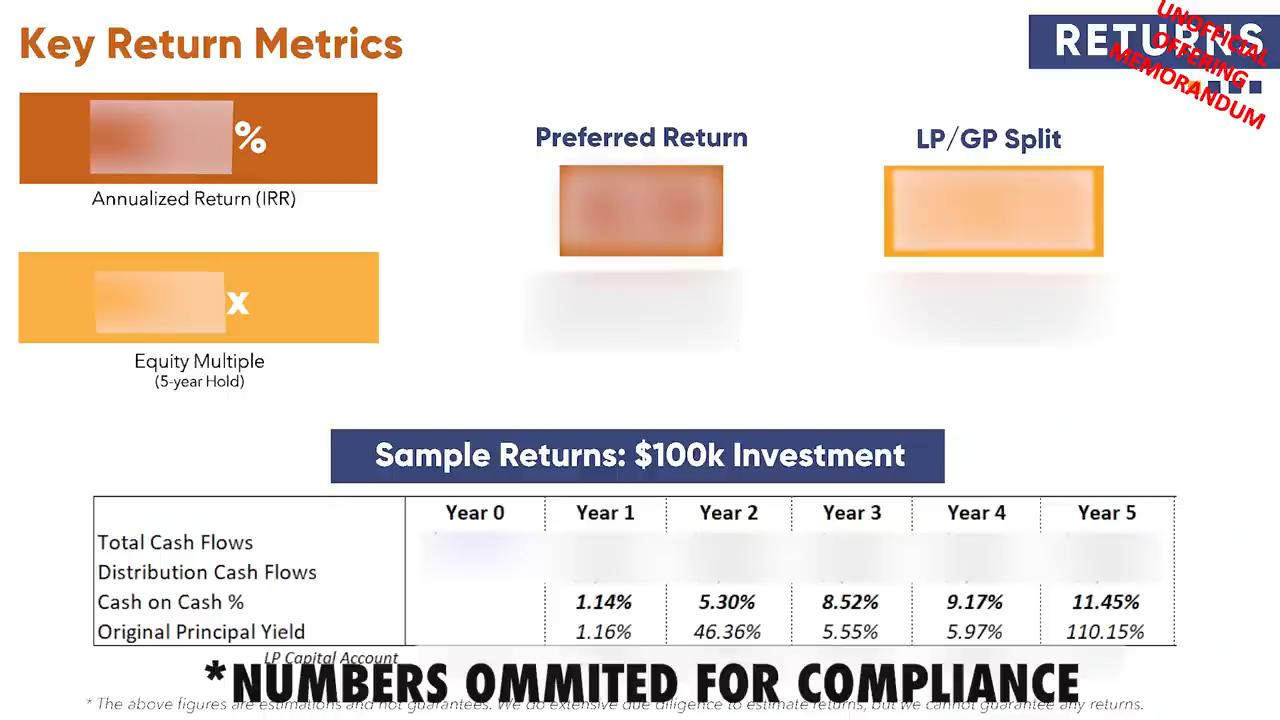 Key Return Metrics
RETURNS
UNOFFICIAL
OFFERING
MEMORANDUM
%
Annualized Return (IRR)
Preferred Return
LP/GP Split
x
Equity Multiple
(5-year Hold)
Sample Returns: $100k Investment
Year 0 Year 1 Year 2 Year 3 Year 4 Year 5
Total Cash Flows
Distribution Cash Flows
Cash on Cash % 1.14% 5.30% 8.52% 9.17% 11.45%
Original Principal Yield 1.16% 46.36% 5.55% 5.97% 110.15%
LP Capital Account
*NUMBERS OMMITED FOR COMPLIANCE
* The above figures are estimations and not guarantees. We do extensive due diligence to estimate returns, but we cannot guarantee any returns.